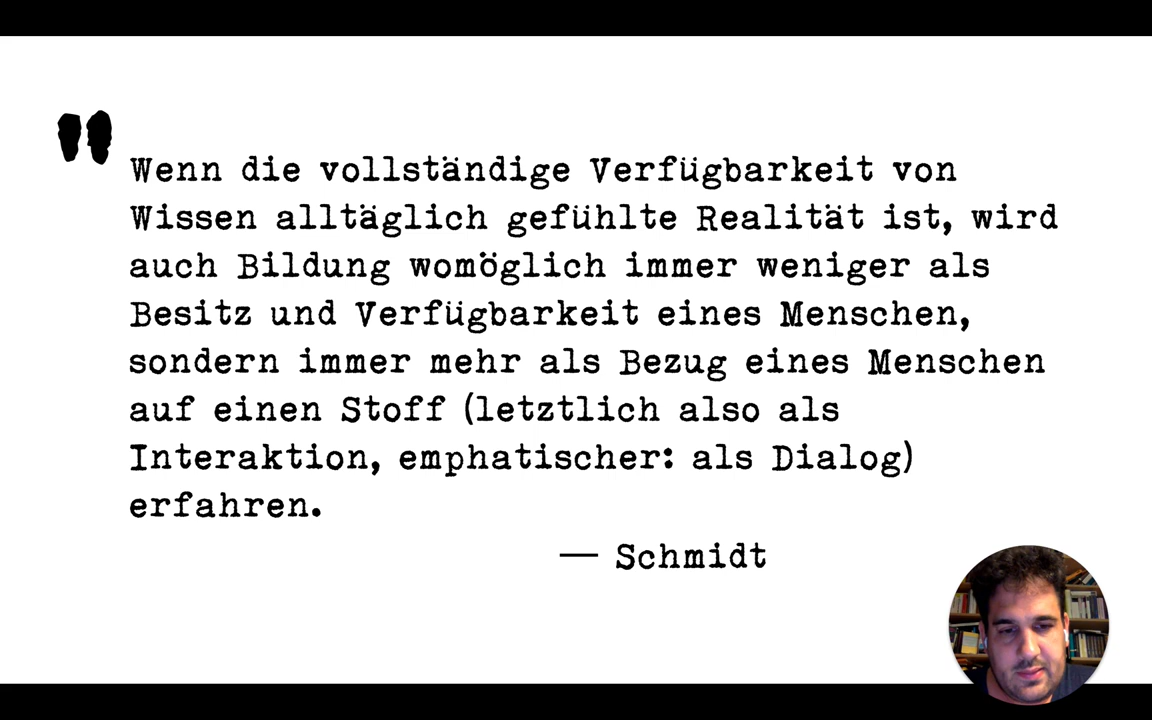 "Wenn die vollständige Verfügbarkeit von
Wissen alltäglich gefühlte Realität ist, wird
auch Bildung womöglich immer weniger als
Besitz und Verfügbarkeit eines Menschen,
sondern immer mehr als Bezug eines Menschen
auf einen Stoff (letztlich also als
Interaktion, emphatischer: als Dialog)
erfahren.
— Schmidt